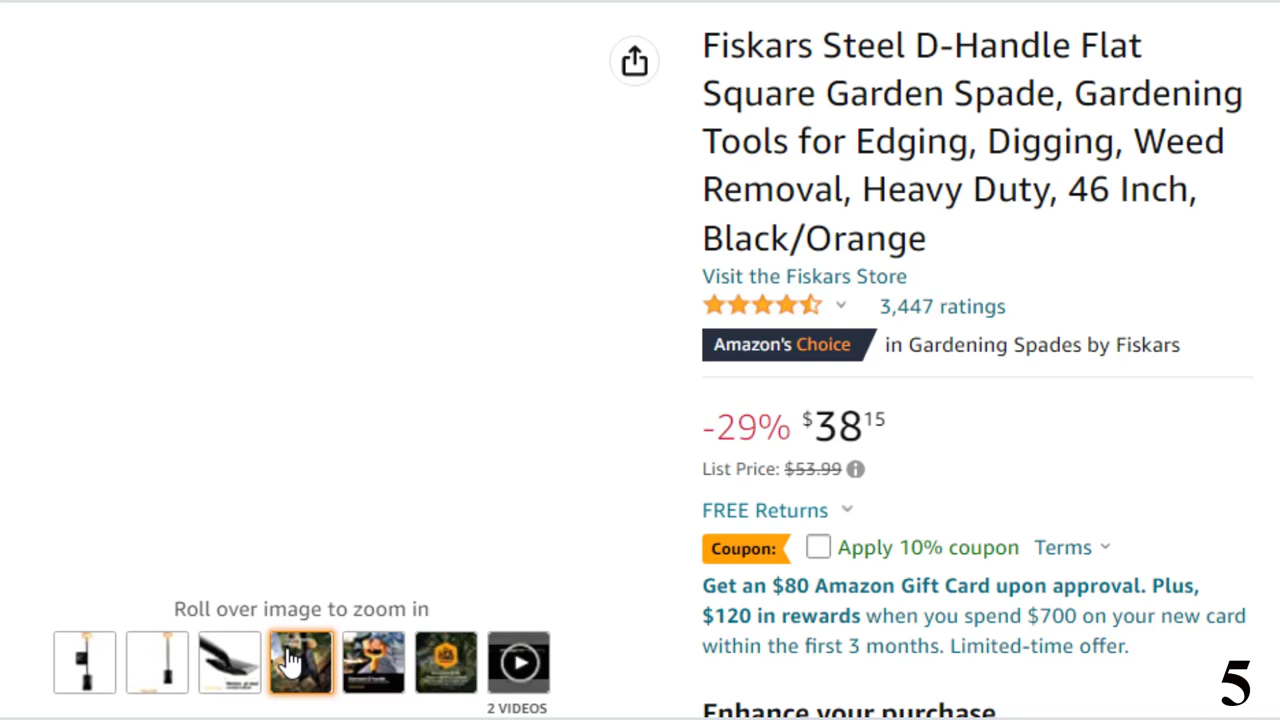 Fiskars Steel D-Handle Flat
Square Garden Spade, Gardening
Tools for Edging, Digging, Weed
Removal, Heavy Duty, 46 Inch,
Black/Orange
Visit the Fiskars Store
3,447 ratings
Amazon's Choice in Gardening Spades by Fiskars
-29% $38 15
List Price: $53.99
FREE Returns
Coupon: Apply 10% coupon Terms
Get an $80 Amazon Gift Card upon approval. Plus,
$120 in rewards when you spend $700 on your new card
within the first 3 months. Limited-time offer.
Enhance your purchase
Roll over image to zoom in
2 VIDEOS
5